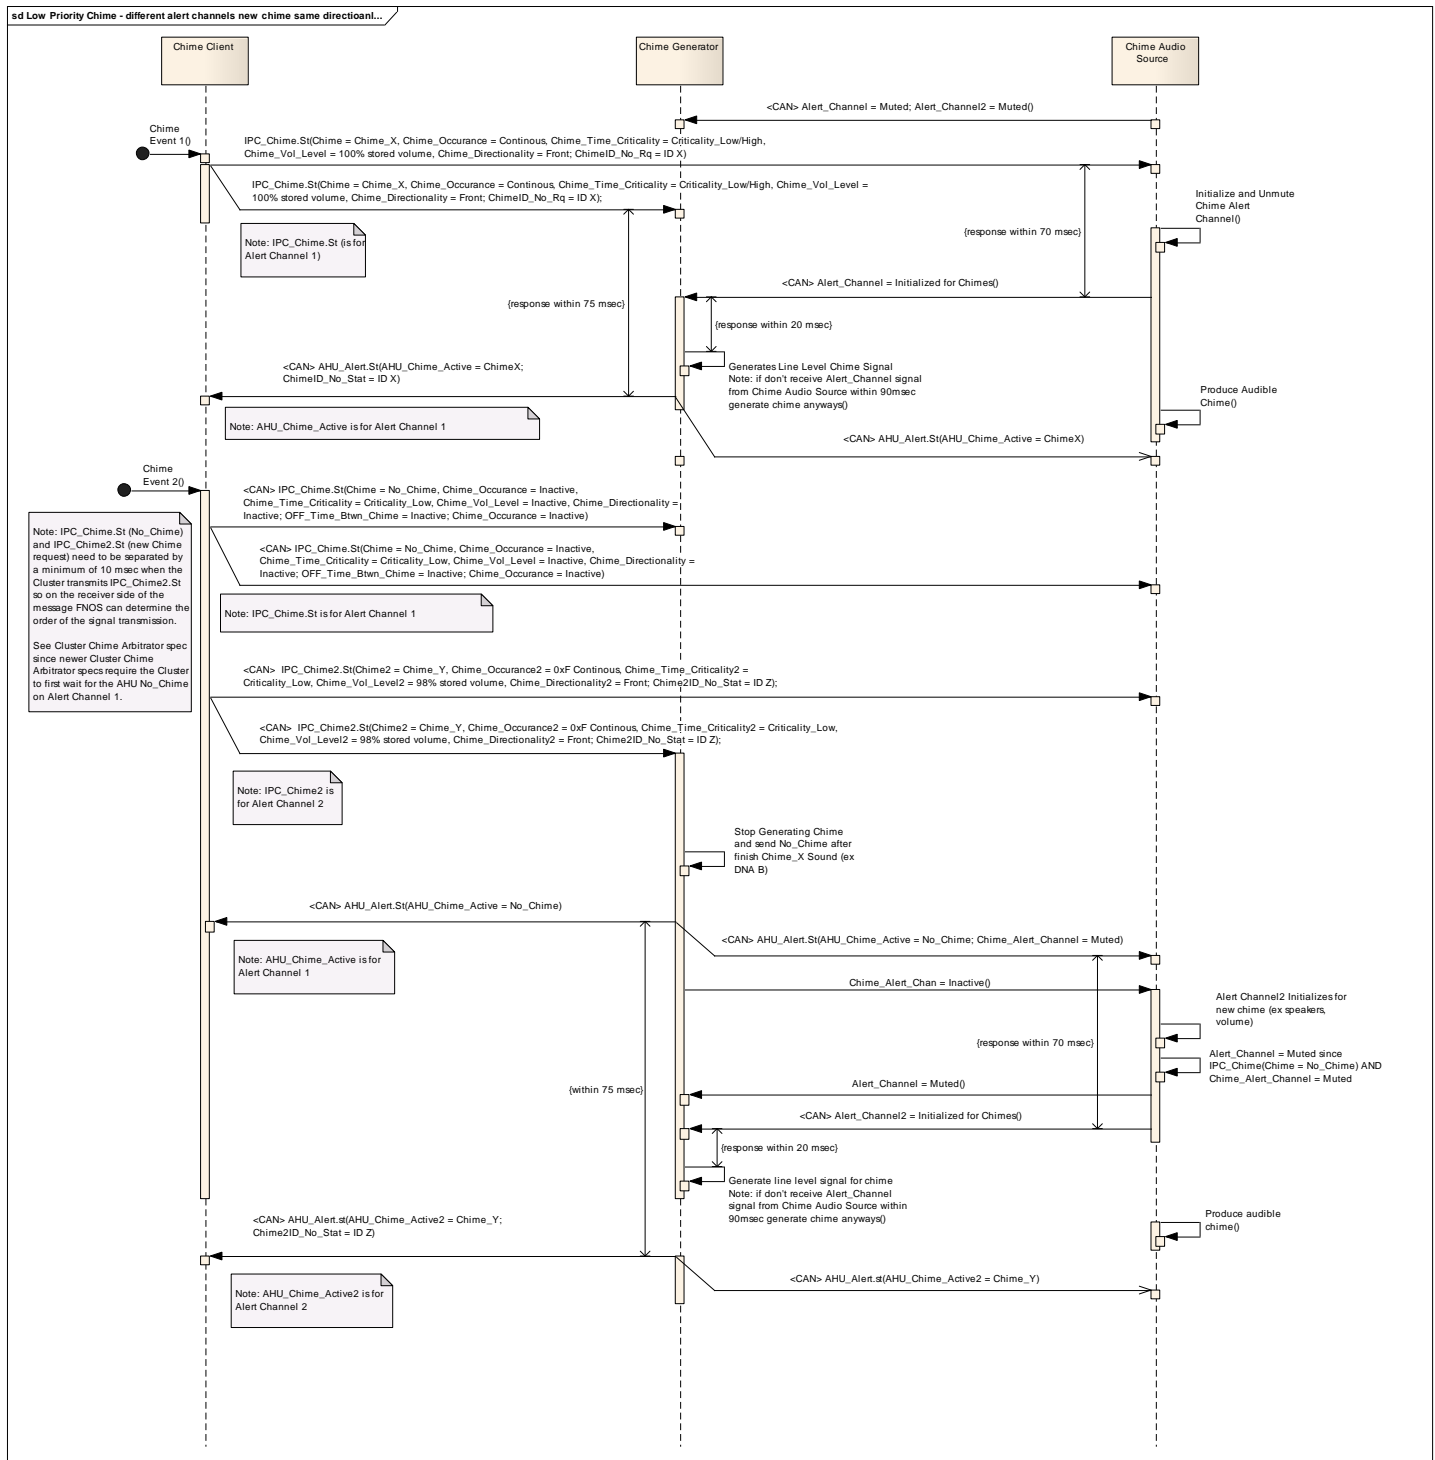 sd Low Priority Chime - different alert channels new chime same directioanl...
Chime Client
Chime Generator
Chime Audio
Source
<CAN> Alert_Channel = Muted; Alert_Channel2 = Muted()
Chime
Event 1()
IPC_Chime.St(Chime = Chime_X, Chime_Occurance = Continous, Chime_Time_Criticality = Criticality_Low/High,
Chime_Vol_Level = 100% stored volume, Chime_Directionality = Front; ChimeID_No_Rq = ID X)
IPC_Chime.St(Chime = Chime_X, Chime_Occurance = Continous, Chime_Time_Criticality = Criticality_Low/High, Chime_Vol_Level =
100% stored volume, Chime_Directionality = Front; ChimeID_No_Rq = ID X);
Initialize and Unmute
Chime Alert
Channel()
{response within 70 msec}
Note: IPC_Chime.St (is for
Alert Channel 1)
<CAN> Alert_Channel = Initialized for Chimes()
{response within 75 msec}
{response within 20 msec}
<CAN> AHU_Alert.St(AHU_Chime_Active = ChimeX;
ChimeID_No_Stat = ID X)
Generates Line Level Chime Signal
Note: if don't receive Alert_Channel signal
from Chime Audio Source within 90msec
generate chime anyways()
Produce Audible
Chime()
Note: AHU_Chime_Active is for Alert Channel 1
<CAN> AHU_Alert.St(AHU_Chime_Active = ChimeX)
Chime
Event 2()
<CAN> IPC_Chime.St(Chime = No_Chime, Chime_Occurance = Inactive,
Chime_Time_Criticality = Criticality_Low, Chime_Vol_Level = Inactive, Chime_Directionality =
Inactive; OFF_Time_Btwn_Chime = Inactive; Chime_Occurance = Inactive)
Note: IPC_Chime.St (No_Chime)
and IPC_Chime2.St (new Chime
request) need to be separated by
a minimum of 10 msec when the
Cluster transmits IPC_Chime2.St
so on the receiver side of the
message FNOS can determine the
order of the signal transmission.
See Cluster Chime Arbitrator spec
since newer Cluster Chime
Arbitrator specs require the Cluster
to first wait for the AHU No_Chime
on Alert Channel 1.
<CAN> IPC_Chime.St(Chime = No_Chime, Chime_Occurance = Inactive,
Chime_Time_Criticality = Criticality_Low, Chime_Vol_Level = Inactive, Chime_Directionality =
Inactive; OFF_Time_Btwn_Chime = Inactive; Chime_Occurance = Inactive)
Note: IPC_Chime.St is for Alert Channel 1
<CAN>  IPC_Chime2.St(Chime2 = Chime_Y, Chime_Occurance2 = 0xF Continous, Chime_Time_Criticality2 =
Criticality_Low, Chime_Vol_Level2 = 98% stored volume, Chime_Directionality2 = Front; Chime2ID_No_Stat = ID Z);
<CAN>  IPC_Chime2.St(Chime2 = Chime_Y, Chime_Occurance2 = 0xF Continous, Chime_Time_Criticality2 = Criticality_Low,
Chime_Vol_Level2 = 98% stored volume, Chime_Directionality2 = Front; Chime2ID_No_Stat = ID Z);
Note: IPC_Chime2 is
for Alert Channel 2
Stop Generating Chime
and send No_Chime after
finish Chime_X Sound (ex
DNA B)
<CAN> AHU_Alert.St(AHU_Chime_Active = No_Chime)
<CAN> AHU_Alert.St(AHU_Chime_Active = No_Chime; Chime_Alert_Channel = Muted)
Note: AHU_Chime_Active is for
Alert Channel 1
Chime_Alert_Chan = Inactive()
Alert Channel2 Initializes for
new chime (ex speakers,
volume)
{response within 70 msec}
Alert_Channel = Muted since
IPC_Chime(Chime = No_Chime) AND
Chime_Alert_Channel = Muted
{within 75 msec}
Alert_Channel = Muted()
<CAN> Alert_Channel2 = Initialized for Chimes()
{response within 20 msec}
Generate line level signal for chime
Note: if don't receive Alert_Channel
signal from Chime Audio Source within
90msec generate chime anyways()
<CAN> AHU_Alert.st(AHU_Chime_Active2 = Chime_Y;
Chime2ID_No_Stat = ID Z)
Produce audible
chime()
Note: AHU_Chime_Active2 is for
Alert Channel 2
<CAN> AHU_Alert.st(AHU_Chime_Active2 = Chime_Y)